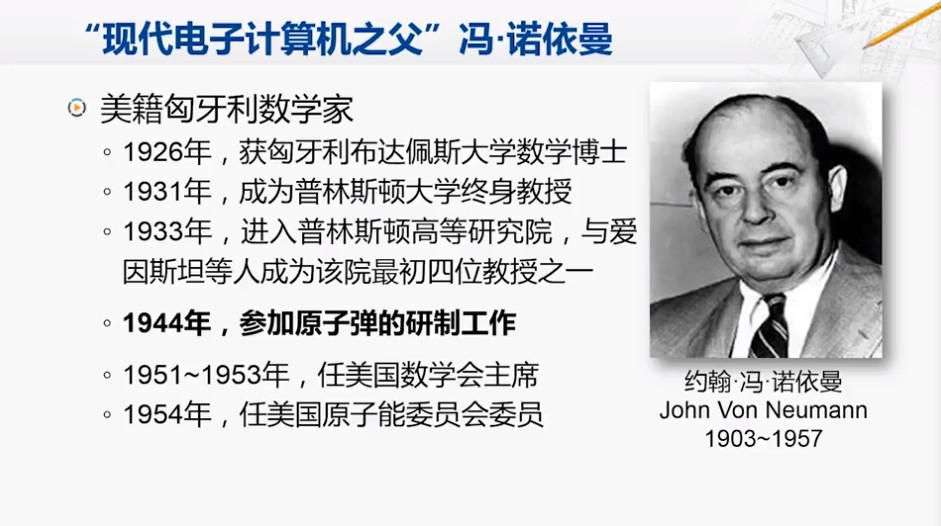 “现代电子计算机之父”冯·诺依曼
美籍匈牙利数学家
◦ 1926年，获匈牙利布达佩斯大学数学博士
◦ 1931年，成为普林斯顿大学终身教授
◦ 1933年，进入普林斯顿高等研究院，与爱
因斯坦等人成为该院最初四位教授之一
◦ 1944年，参加原子弹的研制工作
◦ 1951~1953年，任美国数学会主席
◦ 1954年，任美国原子能委员会委员
约翰·冯·诺依曼
John Von Neumann
1903~1957